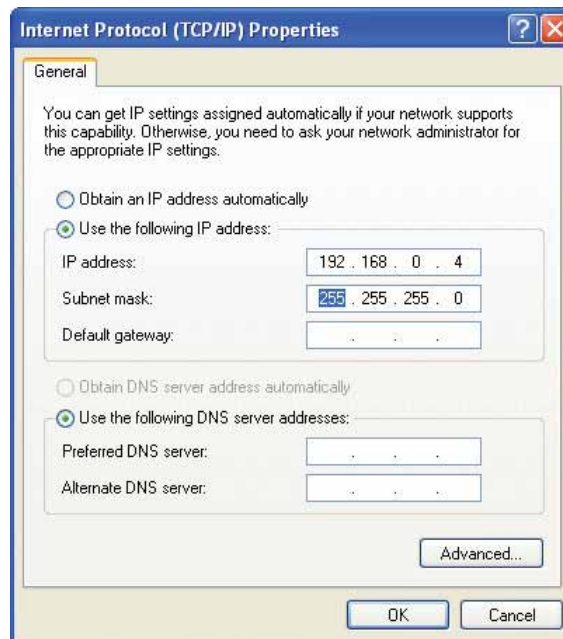 Internet Protocol (TCP/IP) Properties
General
You can get IP settings assigned automatically if your network supports
this capability. Otherwise, you need to ask your network administrator for
the appropriate IP settings.
Obtain an IP address automatically
Use the following IP address:
IP address: 192 . 168 . 0 . 4
Subnet mask: 255 . 255 . 255 . 0
Default gateway: . . .
Obtain DNS server address automatically
Use the following DNS server addresses:
Preferred DNS server: . . .
Alternate DNS server: . . .
Advanced...
OK Cancel